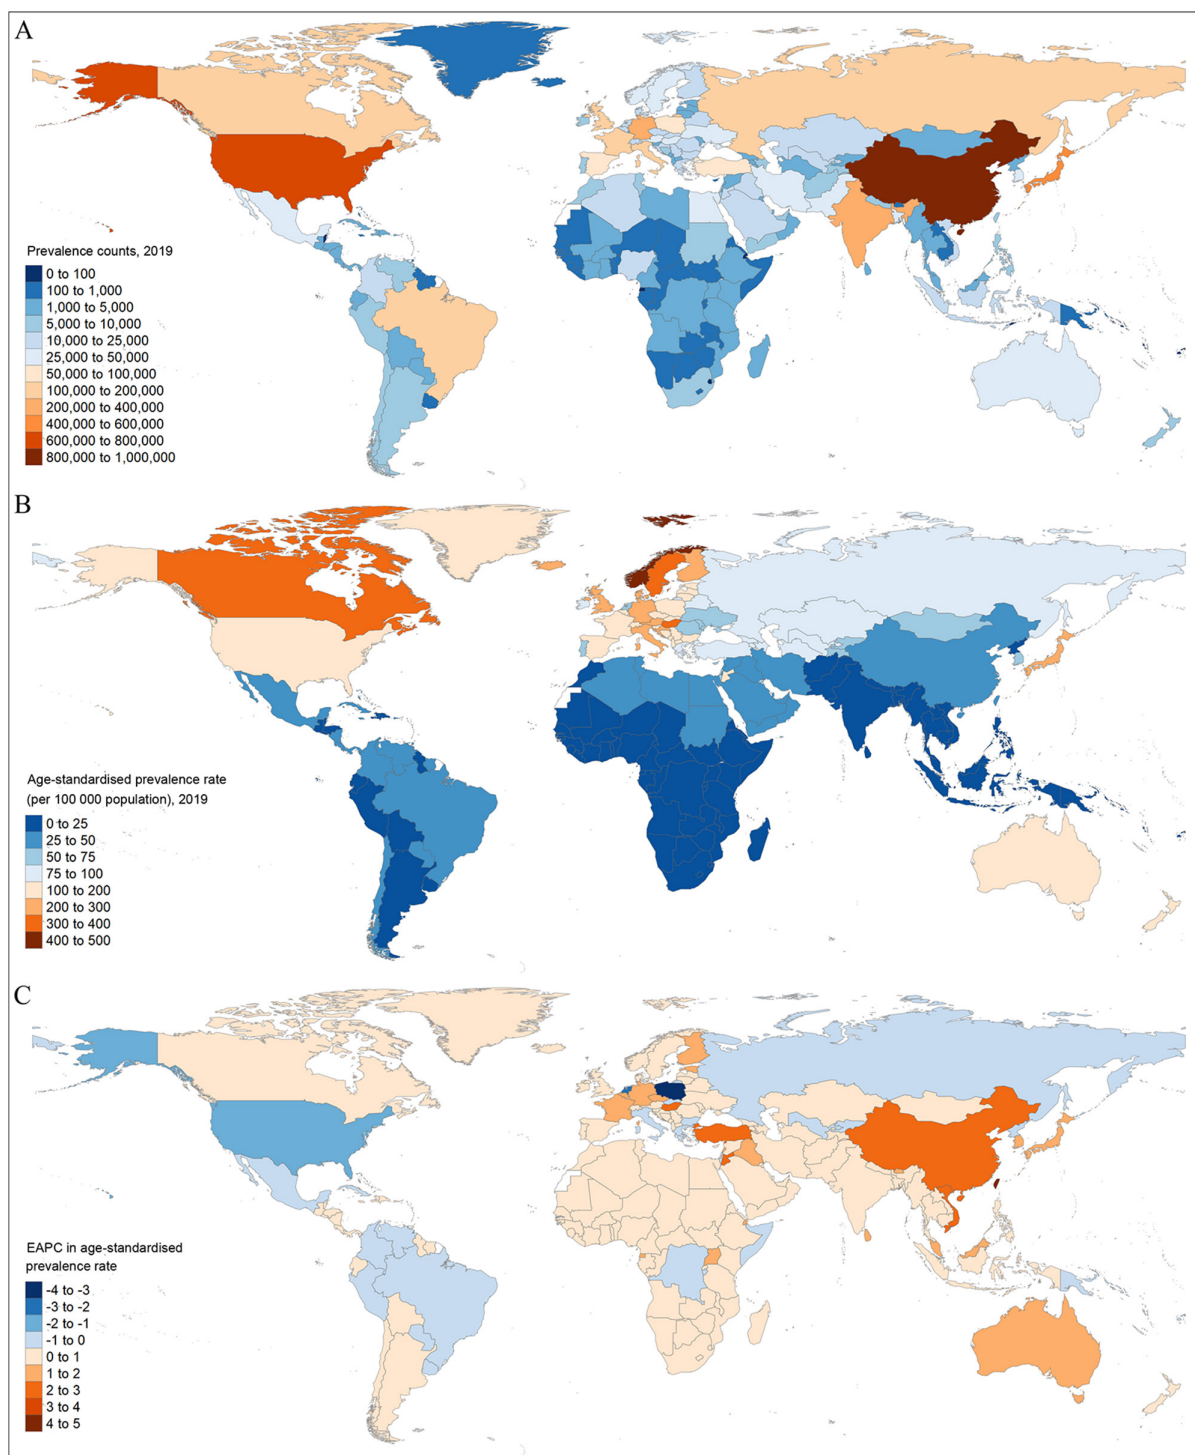 A
Prevalence counts, 2019
0 to 100
100 to 1,000
1,000 to 5,000
5,000 to 10,000
10,000 to 25,000
25,000 to 50,000
50,000 to 100,000
100,000 to 200,000
200,000 to 400,000
400,000 to 600,000
600,000 to 800,000
800,000 to 1,000,000
B
Age-standardised prevalence rate
(per 100 000 population), 2019
0 to 25
25 to 50
50 to 75
75 to 100
100 to 200
200 to 300
300 to 400
400 to 500
C
EAPC in age-standardised
prevalence rate
-4 to -3
-3 to -2
-2 to -1
-1 to 0
0 to 1
1 to 2
2 to 3
3 to 4
4 to 5